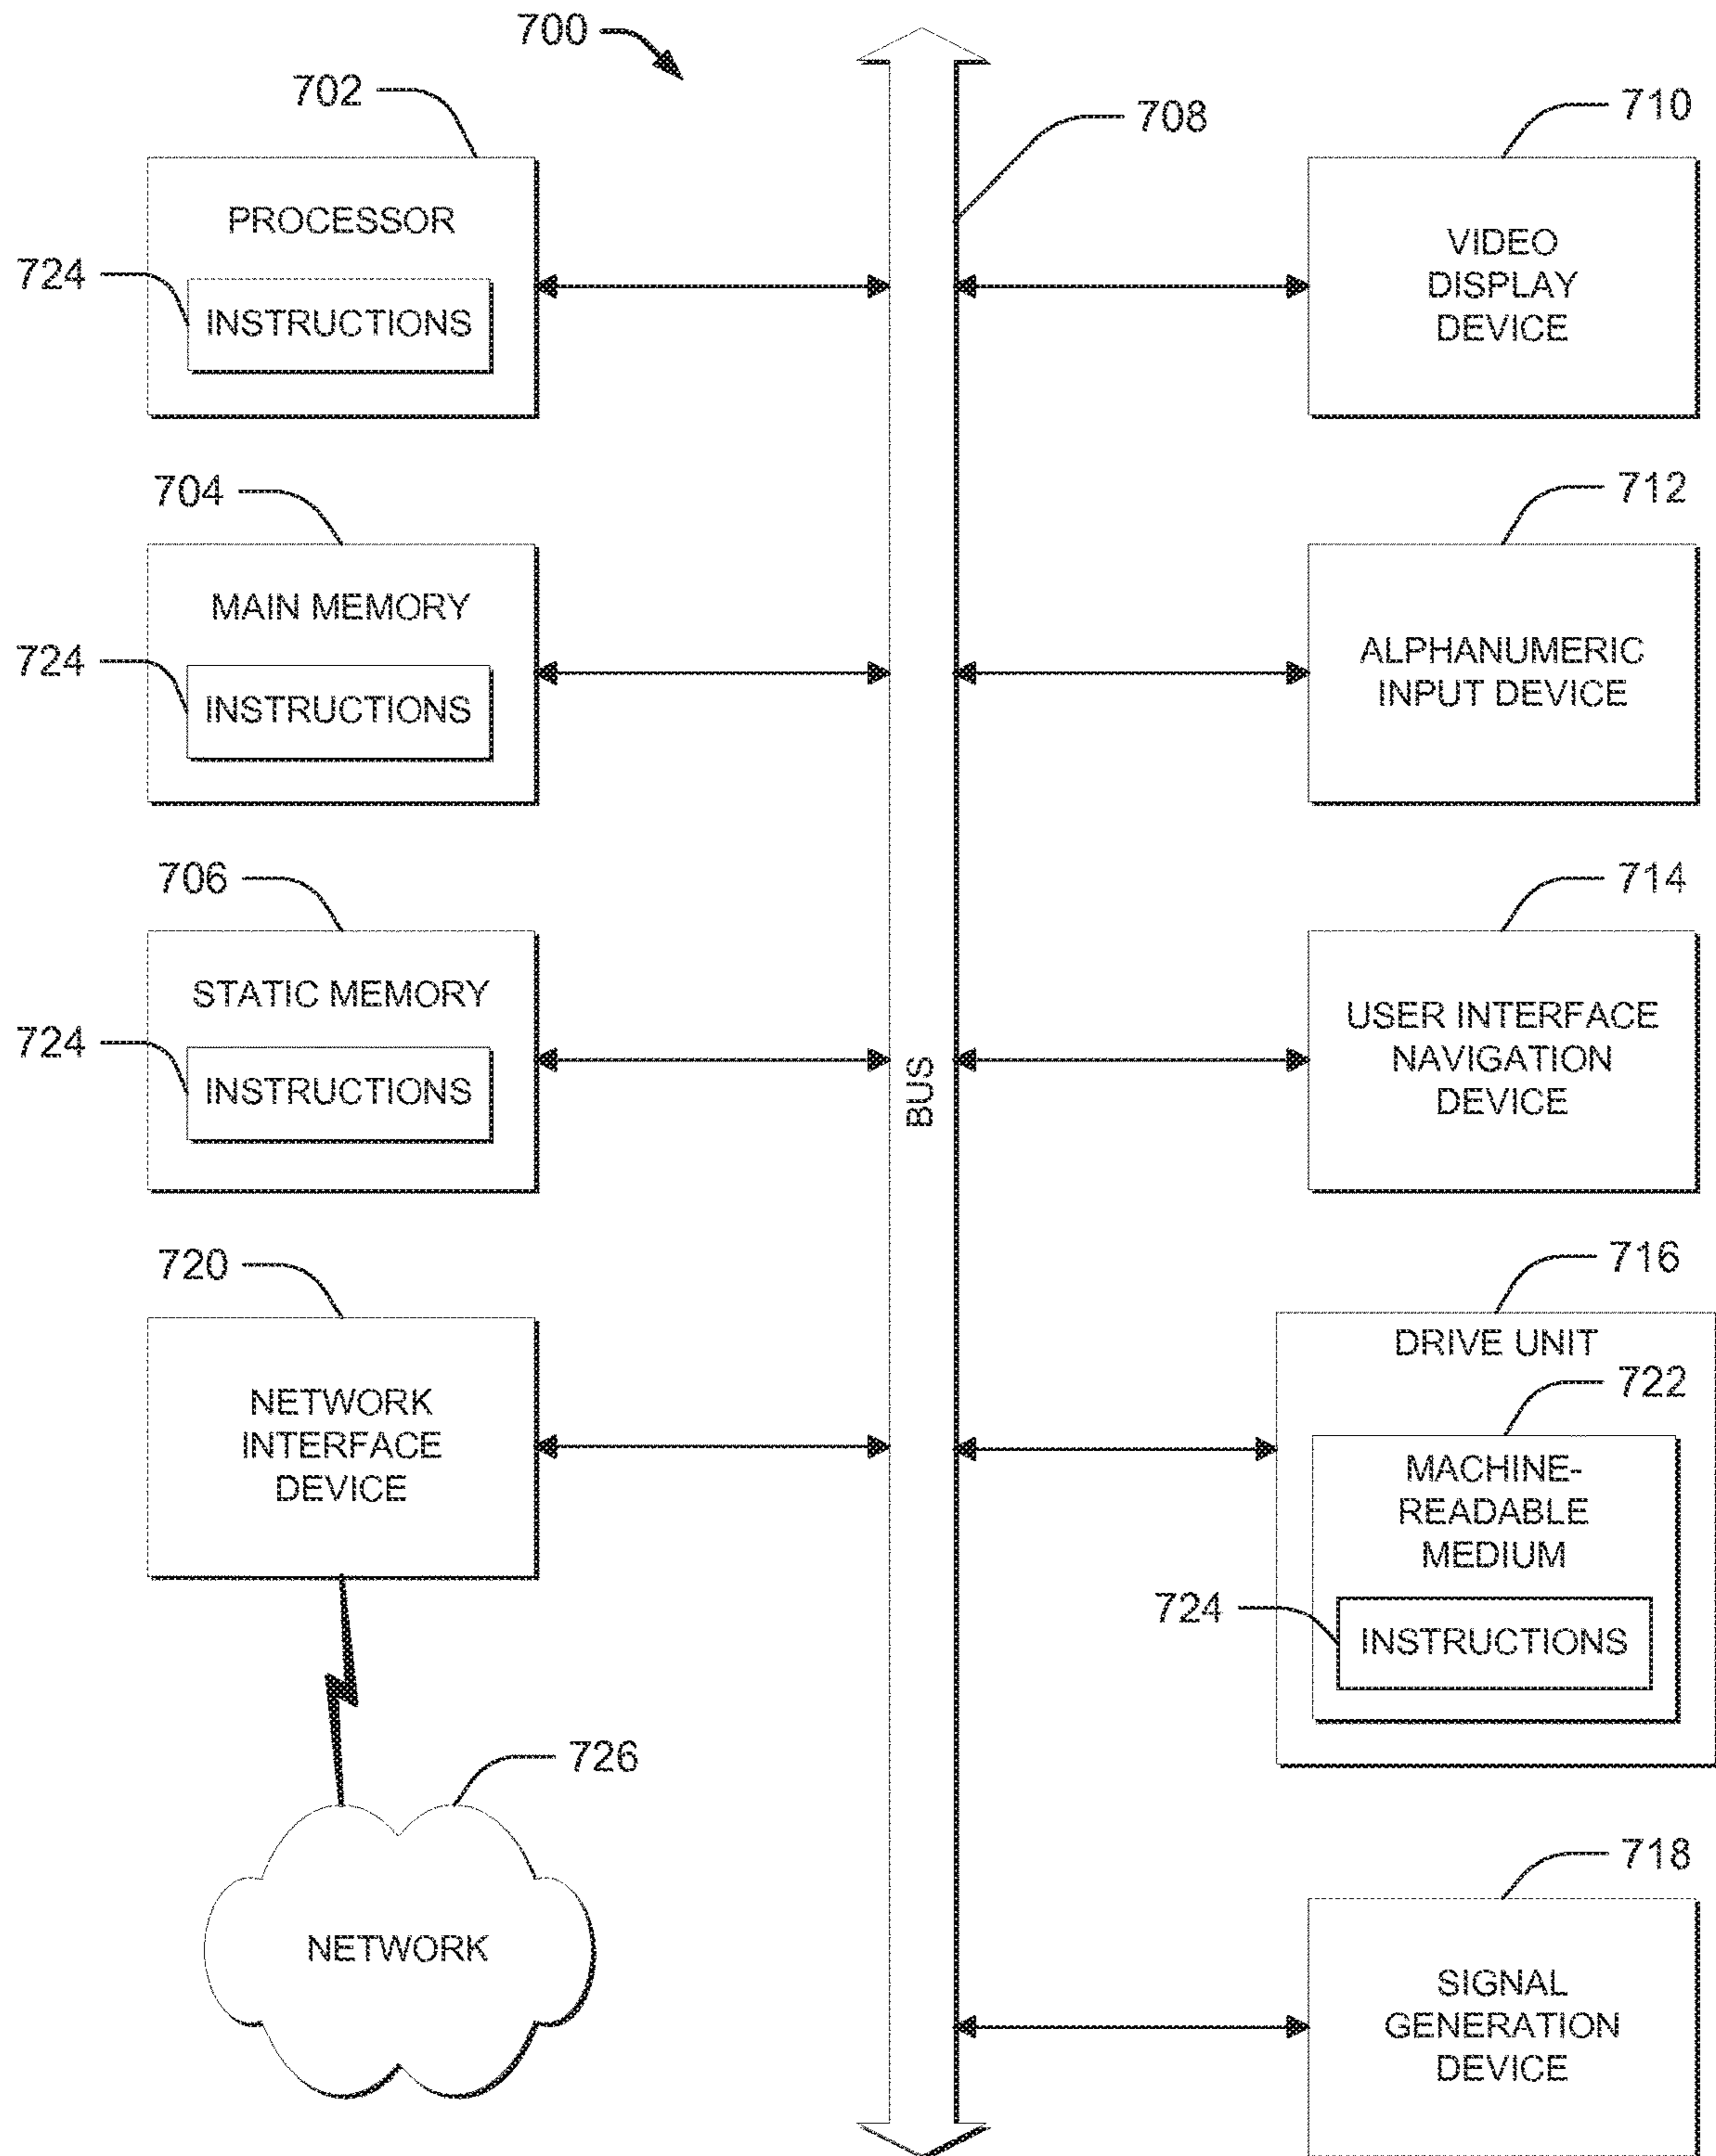 700
702
PROCESSOR
724
INSTRUCTIONS
704
MAIN MEMORY
724
INSTRUCTIONS
706
STATIC MEMORY
724
INSTRUCTIONS
720
NETWORK
INTERFACE
DEVICE
726
NETWORK
708
BUS
710
VIDEO
DISPLAY
DEVICE
712
ALPHANUMERIC
INPUT DEVICE
714
USER INTERFACE
NAVIGATION
DEVICE
716
DRIVE UNIT
722
MACHINE-
READABLE
MEDIUM
724
INSTRUCTIONS
718
SIGNAL
GENERATION
DEVICE